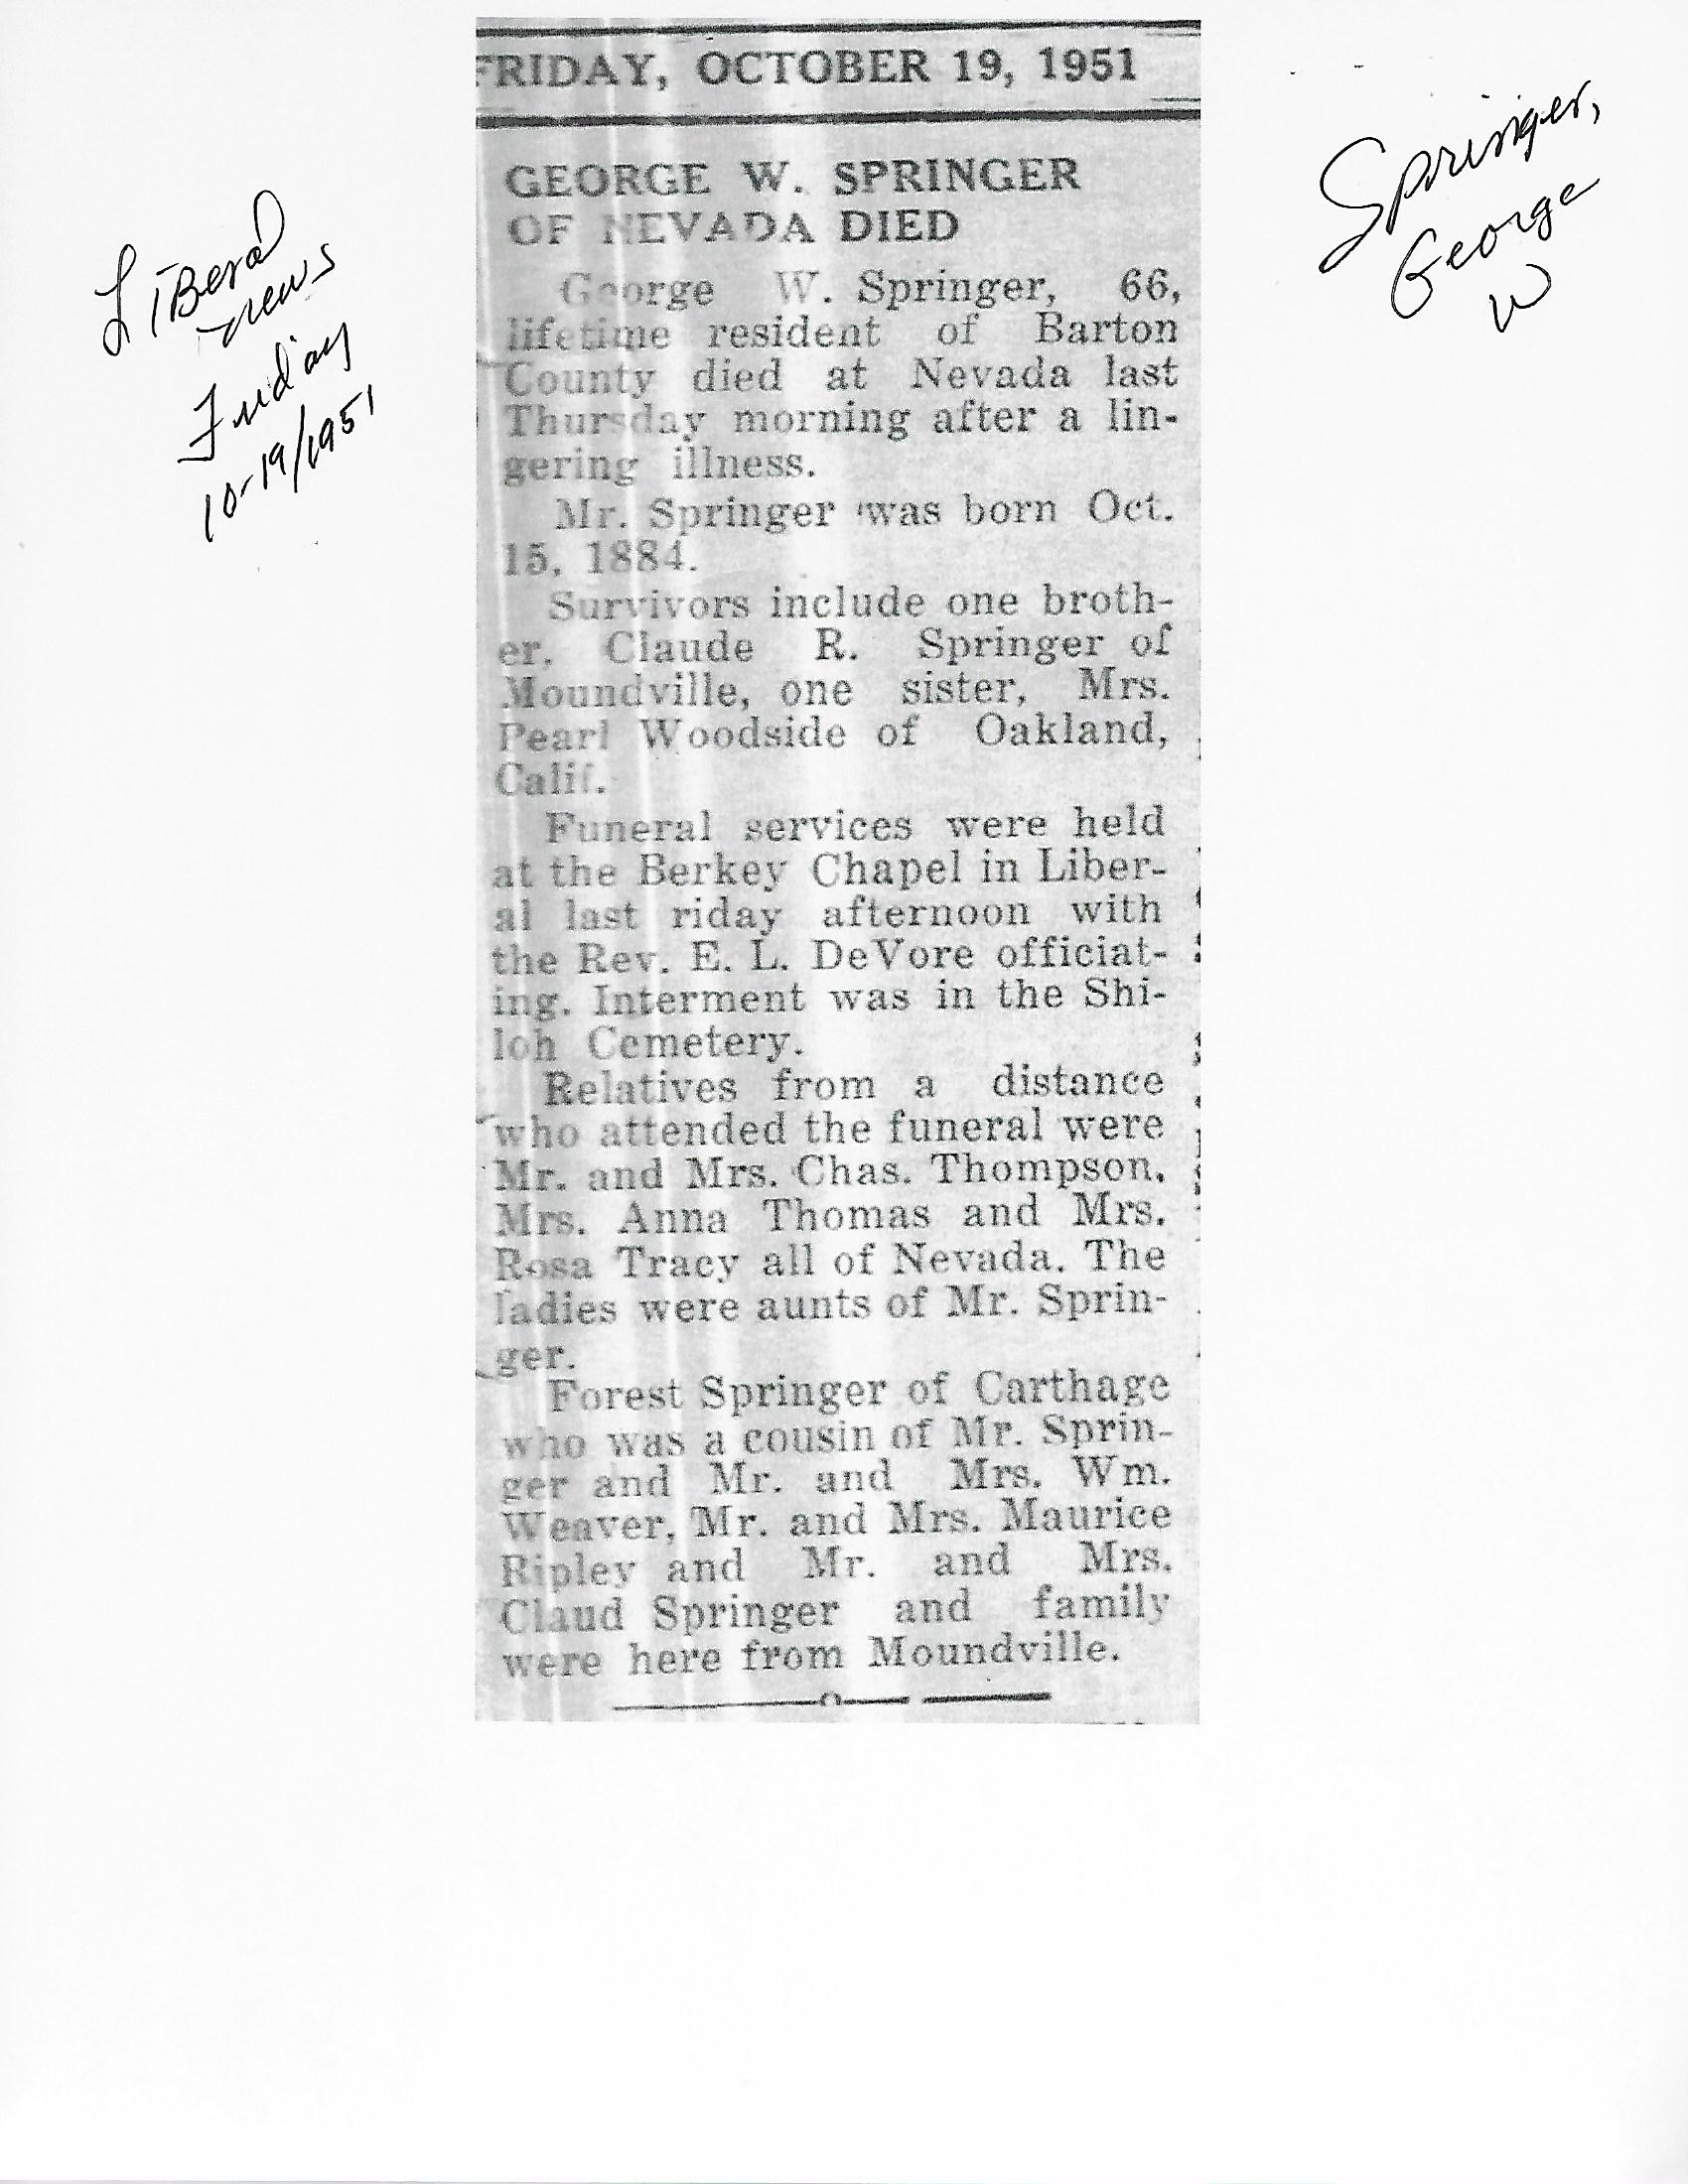 FRIDAY, OCTOBER 19, 1951
Springer,
George
W
Liberal
news
Friday
10-19/1951
GEORGE W. SPRINGER
OF NEVADA DIED
George W. Springer, 66,
lifetime resident of Barton
County died at Nevada last
Thursday morning after a lin-
gering illness.
Mr. Springer was born Oct.
15, 1884.
Survivors include one broth-
er, Claude R. Springer of
Moundville, one sister, Mrs.
Pearl Woodside of Oakland,
Calif.
Funeral services were held
at the Berkey Chapel in Liber-
al last riday afternoon with
the Rev. E. L. DeVore officiat-
ing. Interment was in the Shi-
loh Cemetery.
Relatives from a distance
who attended the funeral were
Mr. and Mrs. Chas. Thompson,
Mrs. Anna Thomas and Mrs.
Rosa Tracy all of Nevada. The
ladies were aunts of Mr. Sprin-
ger.
Forest Springer of Carthage
who was a cousin of Mr. Sprin-
ger and Mr. and Mrs. Wm.
Weaver, Mr. and Mrs. Maurice
Ripley and Mr. and Mrs.
Claud Springer and family
were here from Moundville.